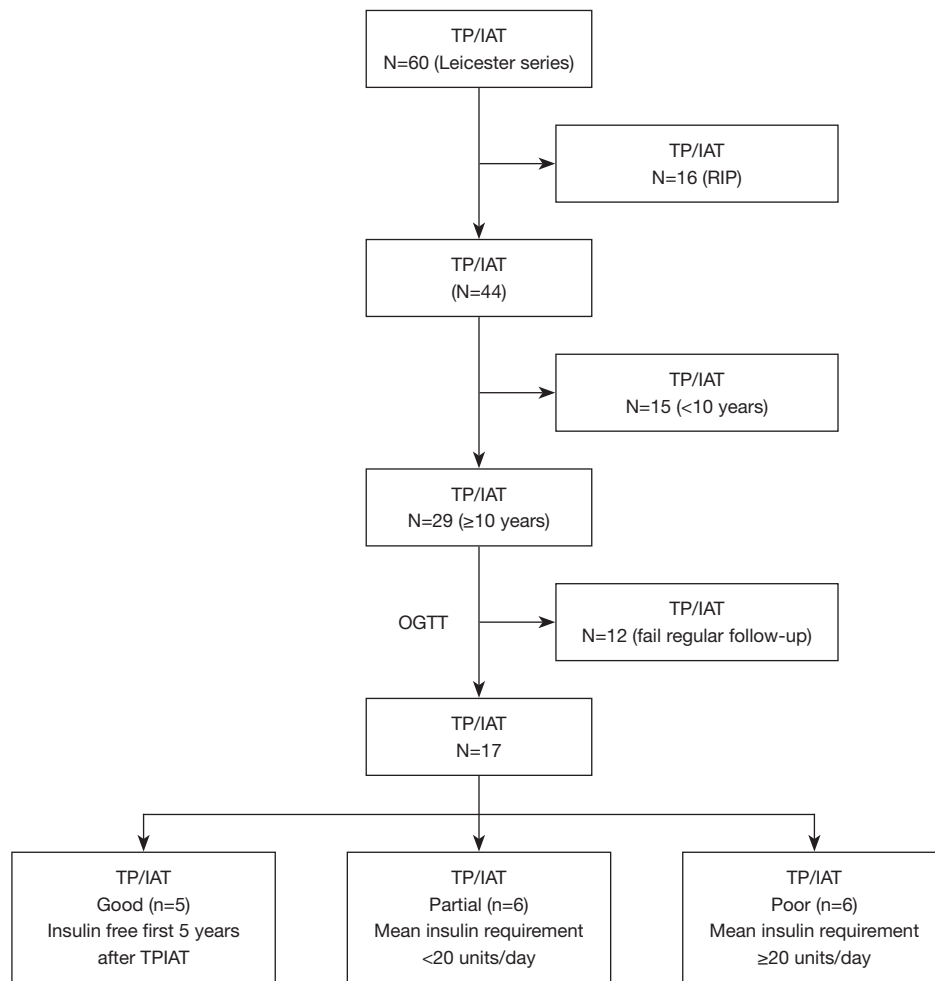 TP/IAT
N=60 (Leicester series)
TP/IAT
N=16 (RIP)
TP/IAT
(N=44)
TP/IAT
N=15 (<10 years)
TP/IAT
N=29 (≥10 years)
OGTT
TP/IAT
N=12 (fail regular follow-up)
TP/IAT
N=17
TP/IAT
Good (n=5)
Insulin free first 5 years
after TPIAT
TP/IAT
Partial (n=6)
Mean insulin requirement
<20 units/day
TP/IAT
Poor (n=6)
Mean insulin requirement
≥20 units/day